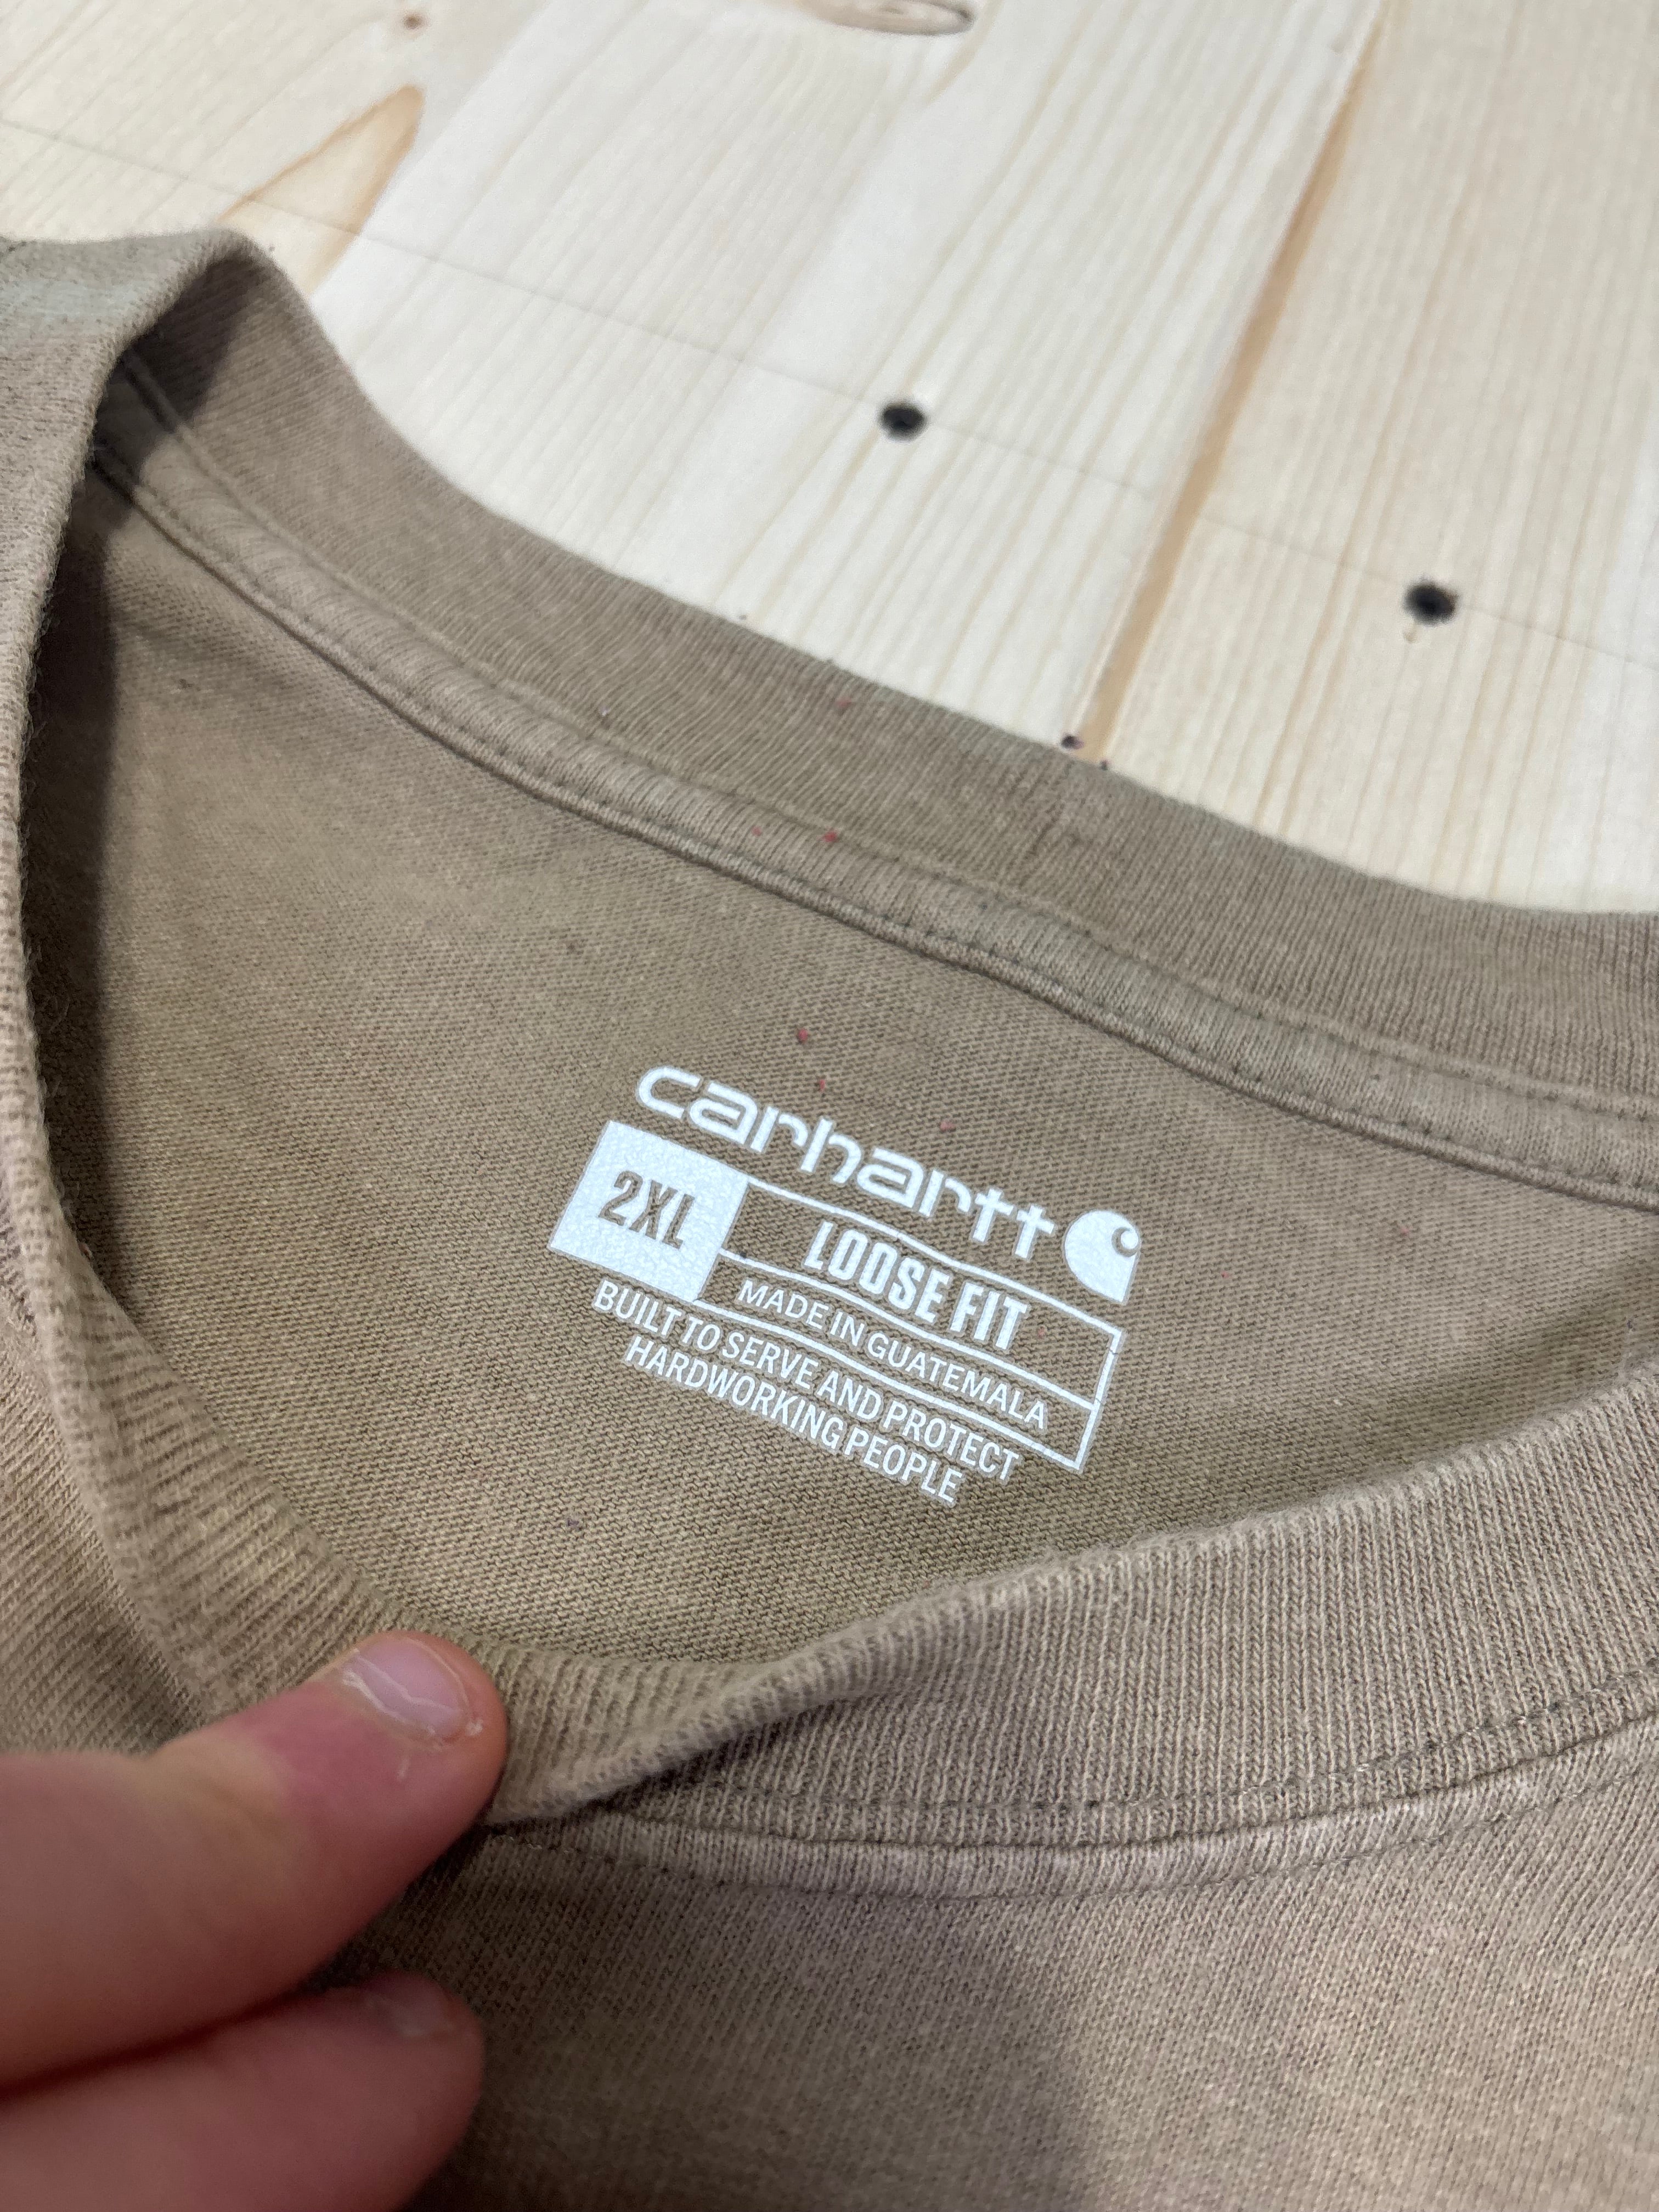 carhartt
2XL
LOOSE FIT
MADE IN GUATEMALA
BUILT TO SERVE AND PROTECT
HARDWORKING PEOPLE